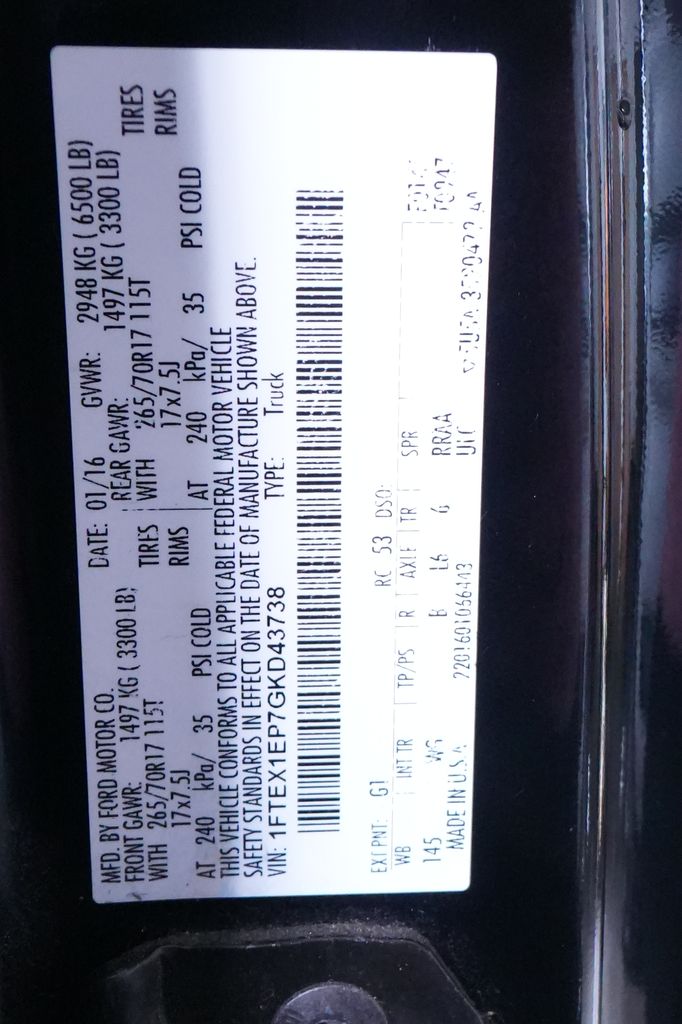 MFD. BY FORD MOTOR CO.
DATE: 01/16 GVWR: 2948 KG ( 6500 LB)
FRONT GAWR: 1497 KG ( 3300 LB)
REAR GAWR: 1497 KG ( 3300 LB)
WITH 265/70R17 115T TIRES
WITH 265/70R17 115T TIRES
17x7.5J RIMS
17x7.5J RIMS
AT 240 kPa/ 35 PSI COLD
AT 240 kPa/ 35 PSI COLD
THIS VEHICLE CONFORMS TO ALL APPLICABLE FEDERAL MOTOR VEHICLE
SAFETY STANDARDS IN EFFECT ON THE DATE OF MANUFACTURE SHOWN ABOVE.
VIN: 1FTEX1EP7GKD43738 TYPE: Truck
EXT PNT: G1 RC 53 DSO:
WB INT TR TP/PS R AXLE TR SPR
145 WG B L6 6 RRAA
MADE IN U.S.A. 2201601066443